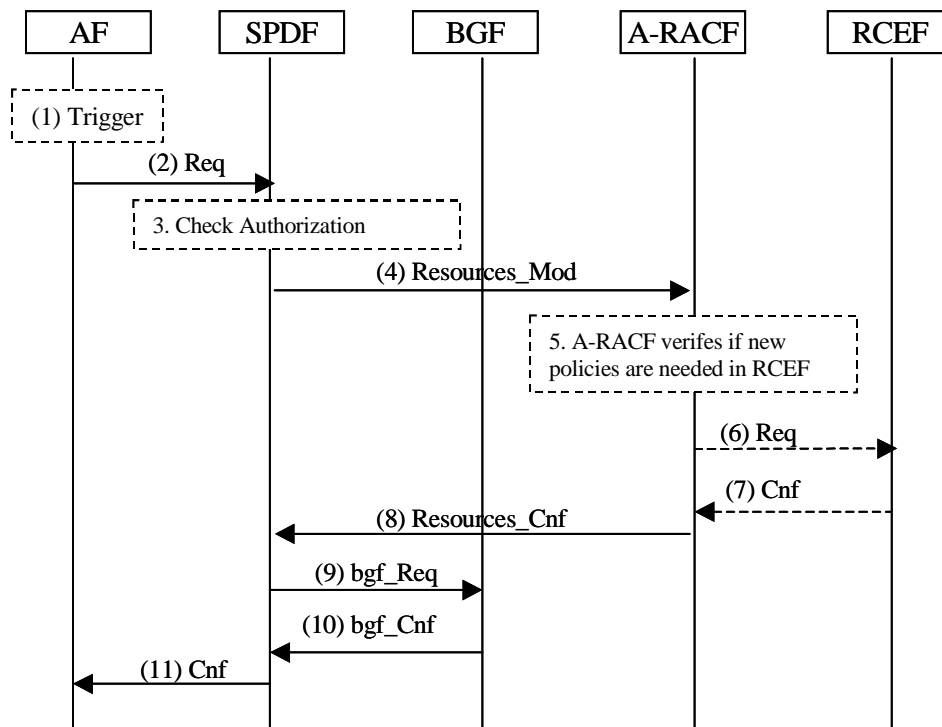 AF
SPDF
BGF
A-RACF
RCEF
(1) Trigger
(2) Req
3. Check Authorization
(4) Resources_Mod
5. A-RACF verifes if new
policies are needed in RCEF
(6) Req
(7) Cnf
(8) Resources_Cnf
(9) bgf_Req
(10) bgf_Cnf
(11) Cnf